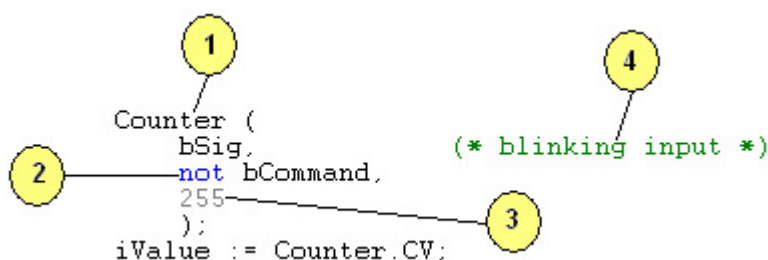 1
4
Counter (
bSig, (* blinking input *)
2 not bCommand,
255
3
);
iValue := Counter.CV;